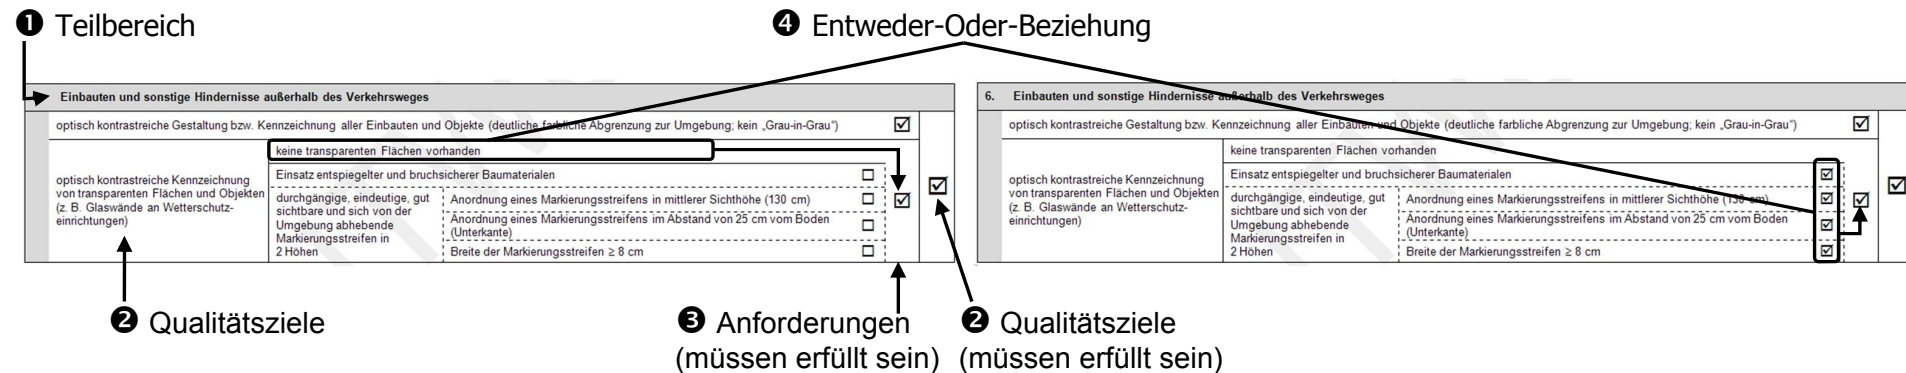 ❶ Teilbereich
❹ Entweder-Oder-Beziehung
Einbauten und sonstige Hindernisse außerhalb des Verkehrsweges
optisch kontrastreiche Gestaltung bzw. Kennzeichnung aller Einbauten und Objekte (deutliche farbliche Abgrenzung zur Umgebung; kein „Grau-in-Grau“) ☑
optisch kontrastreiche Kennzeichnung
von transparenten Flächen und Objekten
(z. B. Glaswände an Wetterschutz-
einrichtungen)
keine transparenten Flächen vorhanden
Einsatz entspiegelter und bruchsicherer Baumaterialen ☐
durchgängige, eindeutige, gut
sichtbare und sich von der
Umgebung abhebende
Markierungsstreifen in
2 Höhen
Anordnung eines Markierungsstreifens in mittlerer Sichthöhe (130 cm) ☐
Anordnung eines Markierungsstreifens im Abstand von 25 cm vom Boden
(Unterkante) ☐
Breite der Markierungsstreifen ≥ 8 cm ☐
☑
☑
6. Einbauten und sonstige Hindernisse außerhalb des Verkehrsweges
optisch kontrastreiche Gestaltung bzw. Kennzeichnung aller Einbauten und Objekte (deutliche farbliche Abgrenzung zur Umgebung; kein „Grau-in-Grau“) ☑
optisch kontrastreiche Kennzeichnung
von transparenten Flächen und Objekten
(z. B. Glaswände an Wetterschutz-
einrichtungen)
keine transparenten Flächen vorhanden
Einsatz entspiegelter und bruchsicherer Baumaterialen ☑
durchgängige, eindeutige, gut
sichtbare und sich von der
Umgebung abhebende
Markierungsstreifen in
2 Höhen
Anordnung eines Markierungsstreifens in mittlerer Sichthöhe (130 cm) ☑
Anordnung eines Markierungsstreifens im Abstand von 25 cm vom Boden
(Unterkante) ☑
Breite der Markierungsstreifen ≥ 8 cm ☑
☑
☑
❷ Qualitätsziele
❸ Anforderungen
(müssen erfüllt sein)
❷ Qualitätsziele
(müssen erfüllt sein)